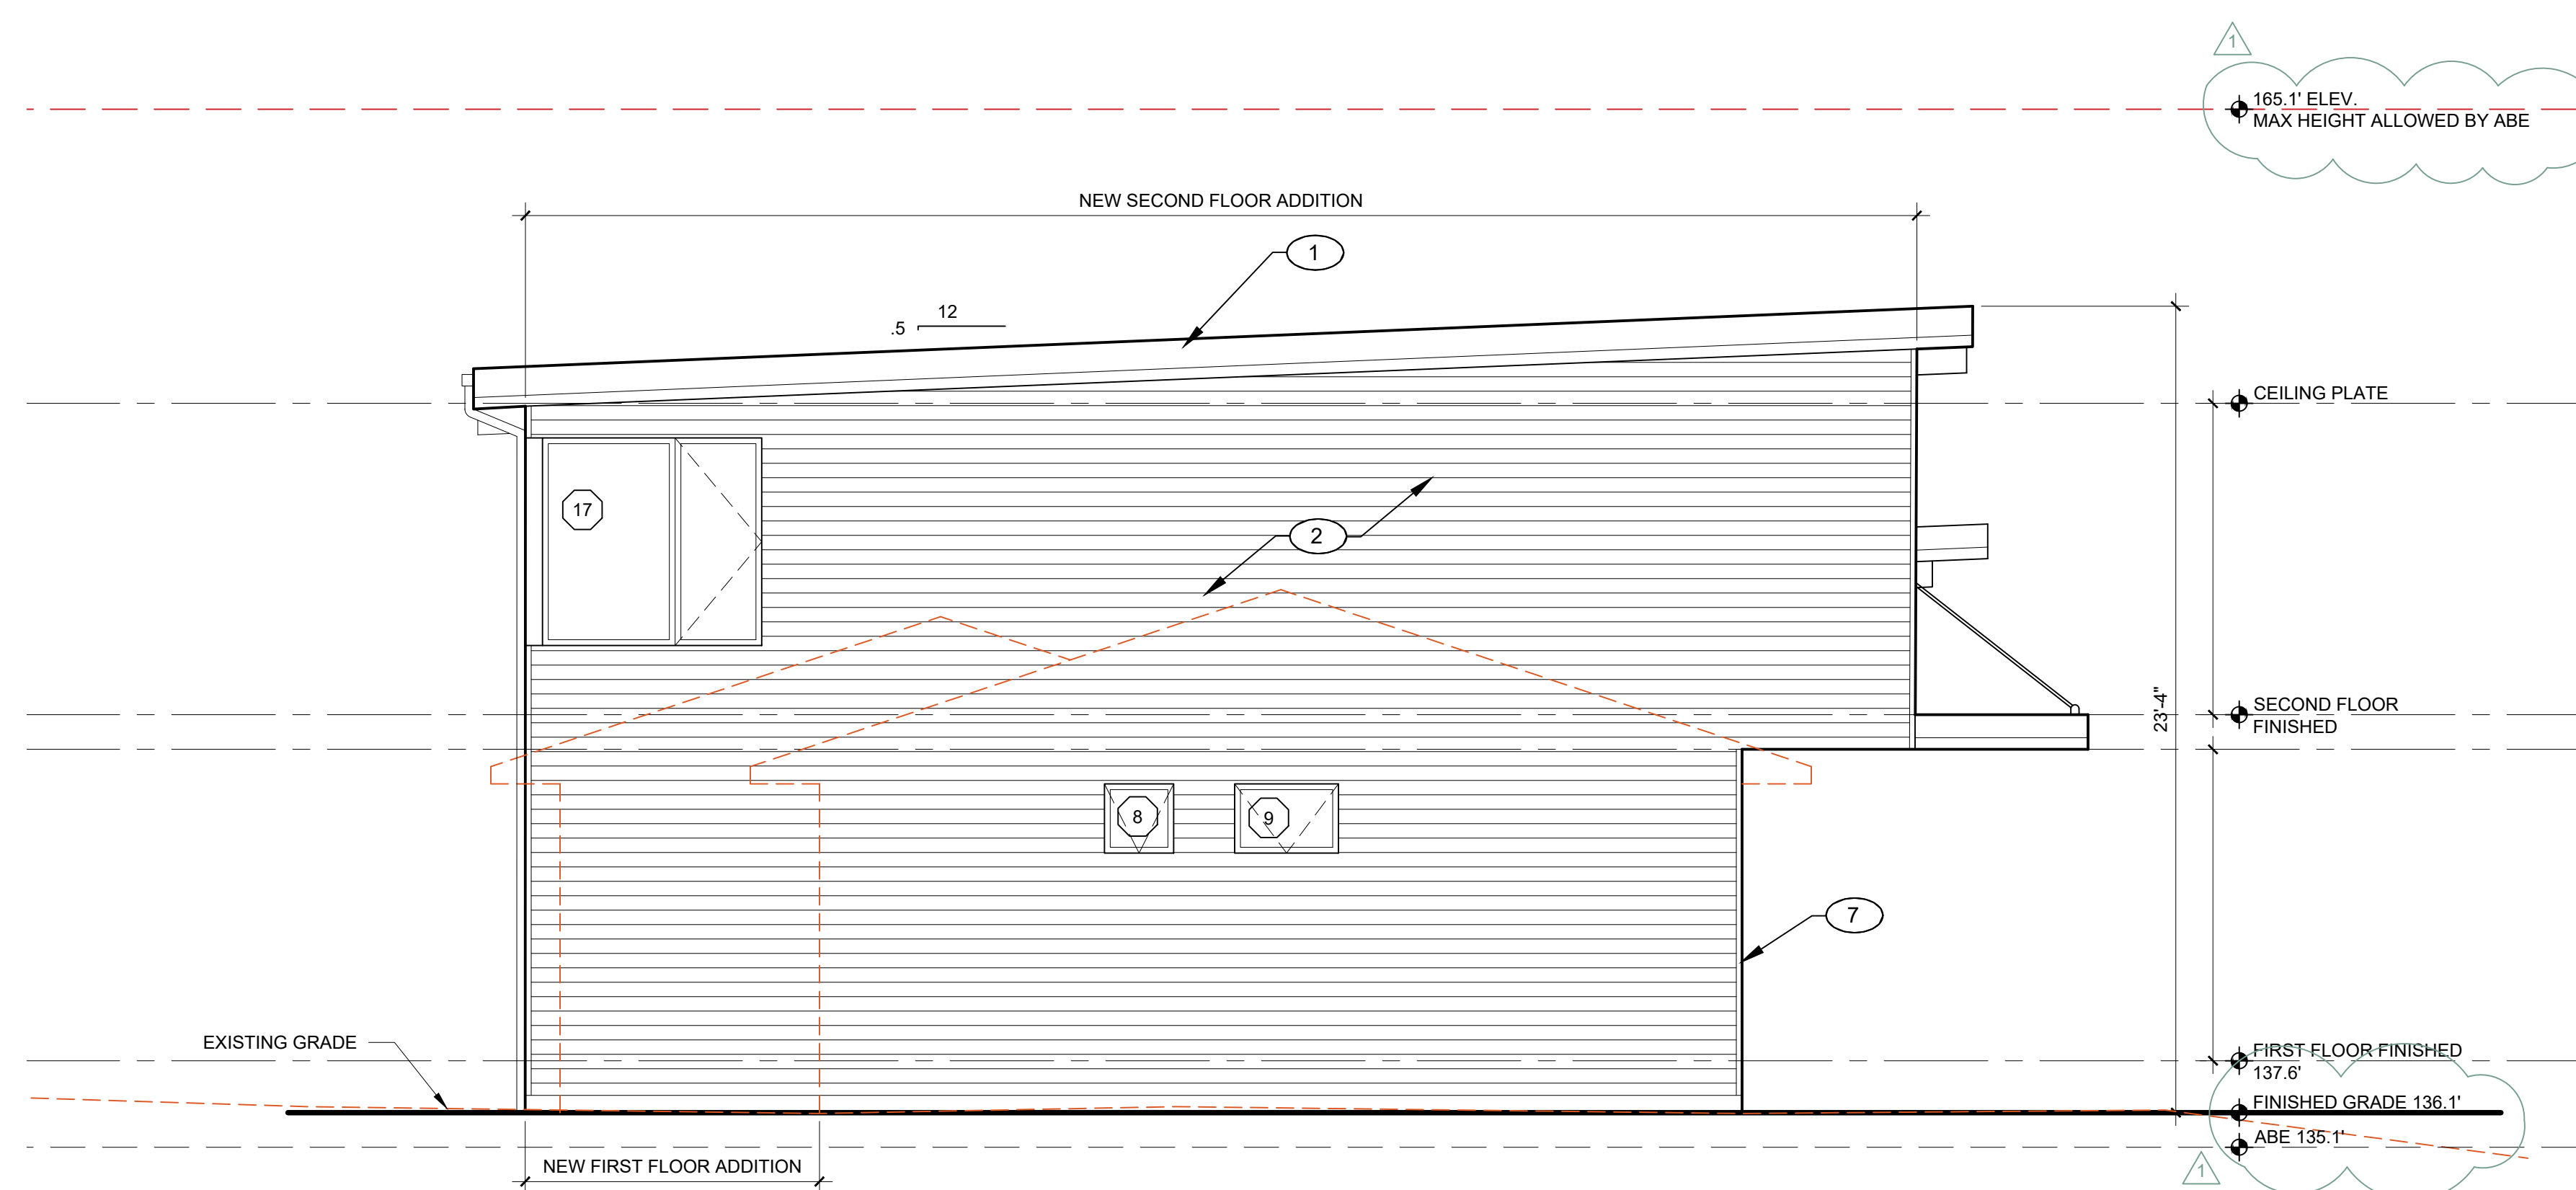 1
165.1' ELEV.
MAX HEIGHT ALLOWED BY ABE
NEW SECOND FLOOR ADDITION
1
12
.5
CEILING PLATE
17
2
SECOND FLOOR
FINISHED
23'-4"
8
9
7
EXISTING GRADE
FIRST FLOOR FINISHED
137.6'
FINISHED GRADE 136.1'
ABE 135.1'
NEW FIRST FLOOR ADDITION
1